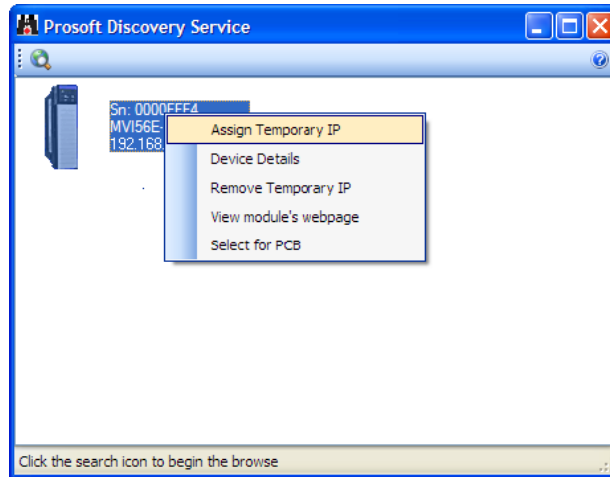 Prosoft Discovery Service
Sn: 0000FFF4
MVI56E-
192.168.
Assign Temporary IP
Device Details
Remove Temporary IP
View module's webpage
Select for PCB
Click the search icon to begin the browse